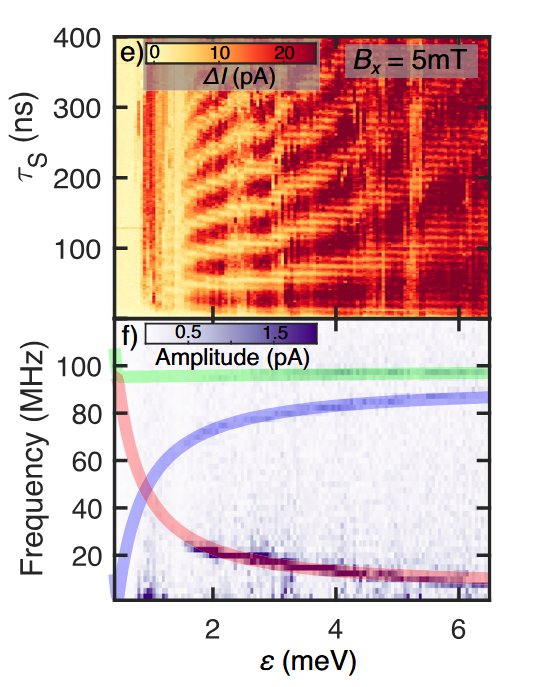 400
e)
0 10 20
ΔI (pA)
Bₓ = 5mT
300
200
100
τ_S (ns)
f)
0.5 1.5
Amplitude (pA)
100
80
60
40
20
Frequency (MHz)
2 4 6
ε (meV)